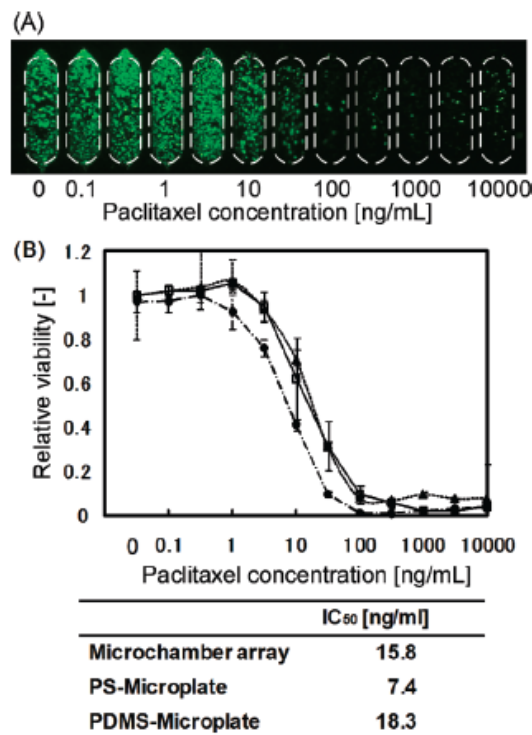 (A)
0 0.1 1 10 100 1000 10000
Paclitaxel concentration [ng/mL]
(B)
1.2
1
0.8
0.6
0.4
0.2
0
Relative viability [-]
0 0.1 1 10 100 1000 10000
Paclitaxel concentration [ng/mL]
IC50 [ng/ml]
Microchamber array 15.8
PS-Microplate 7.4
PDMS-Microplate 18.3